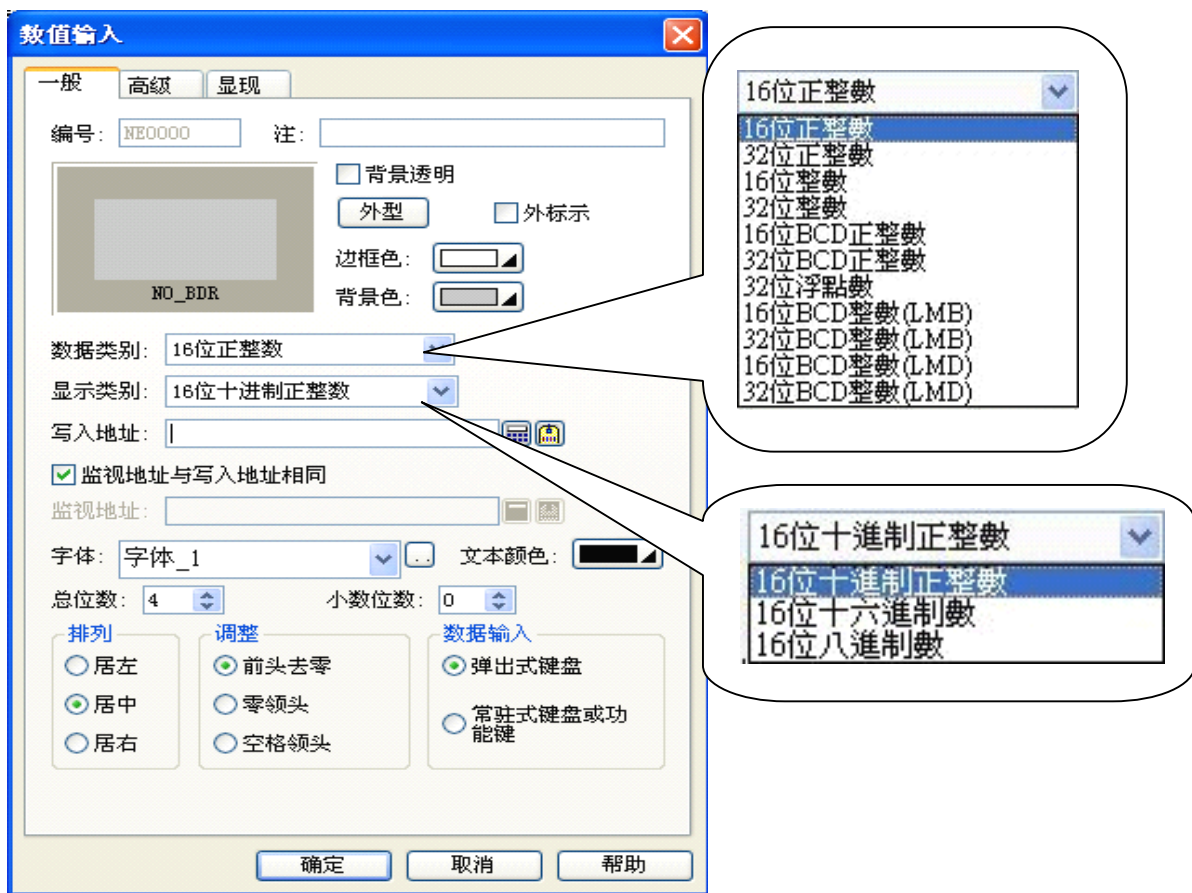 数值输入
一般 高级 显现
编号: NE0000 注:
背景透明
外型 外标示
边框色:
NO_BDR
背景色:
数据类别: 16位正整数
显示类别: 16位十进制正整数
写入地址:
监视地址与写入地址相同
监视地址:
字体: 字体_1 .. 文本颜色:
总位数: 4 小数位数: 0
排列 调整 数据输入
居左 前头去零 弹出式键盘
居中 零领头 常驻式键盘或功
能键
居右 空格领头
确定 取消 帮助
16位正整數
16位正整數
32位正整數
16位整數
32位整數
16位BCD正整數
32位BCD正整數
32位浮點數
16位BCD整數(LMB)
32位BCD整數(LMB)
16位BCD整數(LMD)
32位BCD整數(LMD)
16位十進制正整數
16位十進制正整數
16位十六進制數
16位八進制數